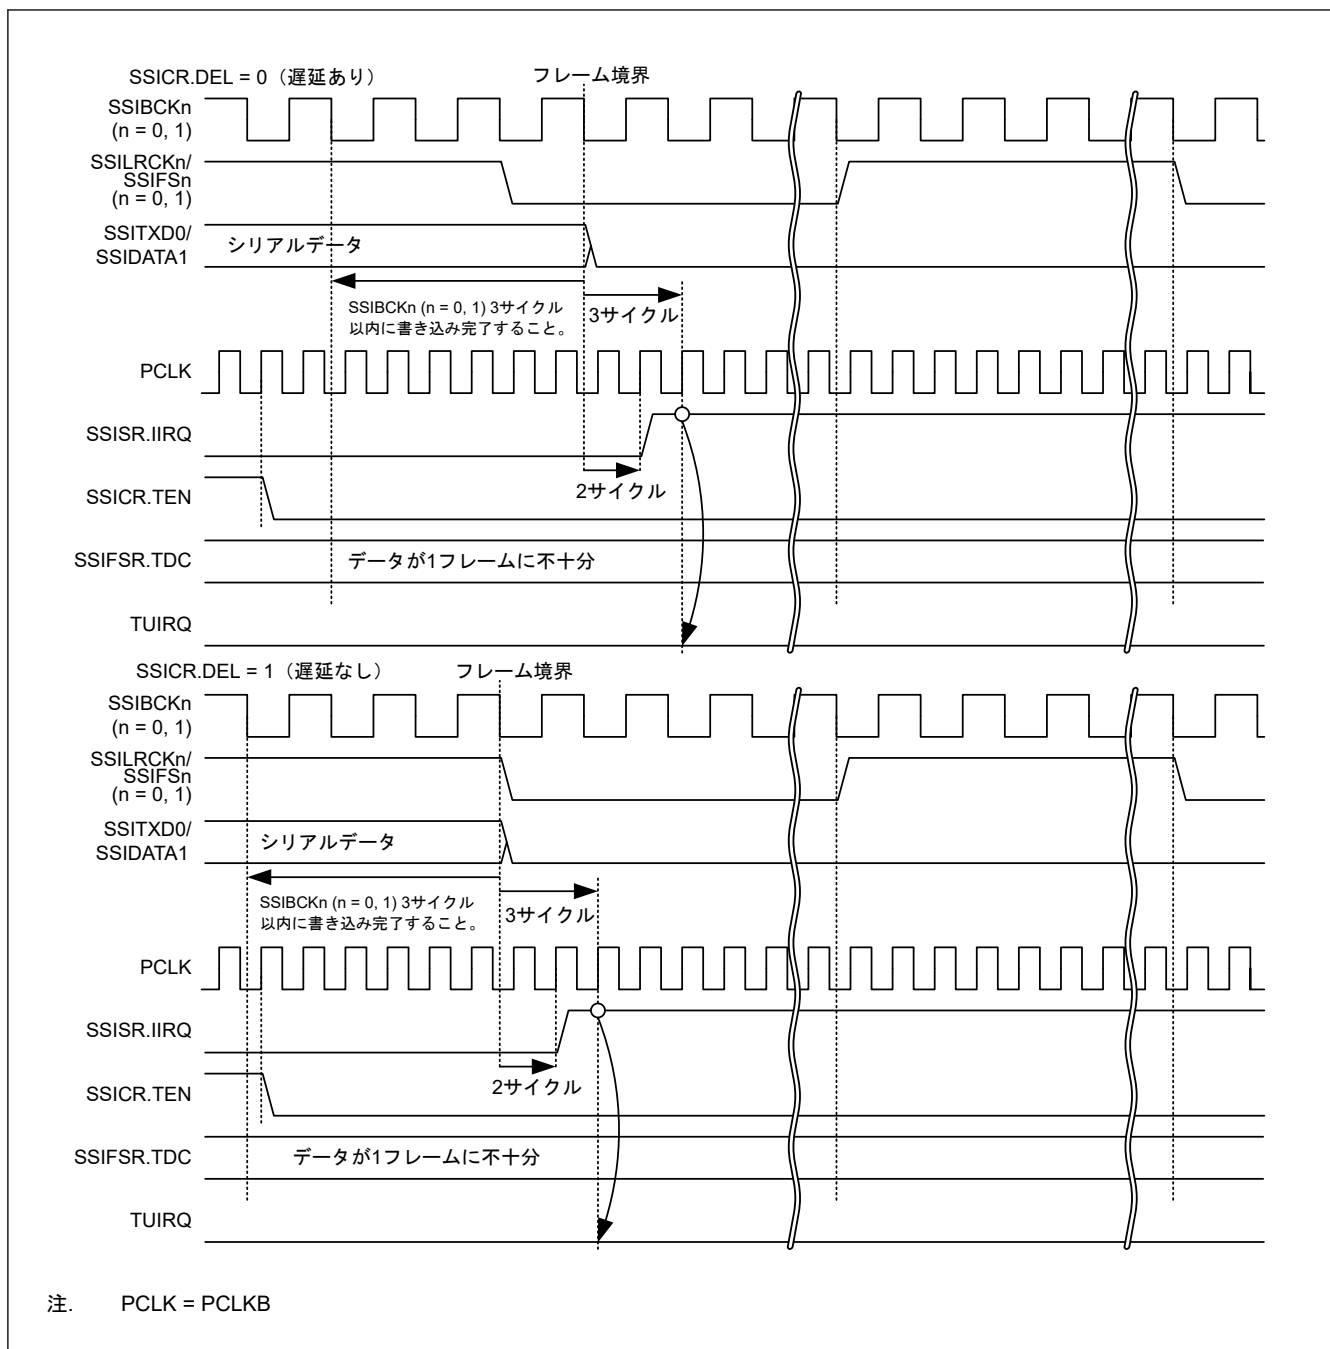 SSICR.DEL = 0（遅延あり）
フレーム境界
SSIBCKn
(n = 0, 1)
SSILRCKn/
SSIFSn
(n = 0, 1)
SSITXD0/
SSIDATA1
シリアルデータ
SSIBCKn (n = 0, 1) 3サイクル
以内に書き込み完了すること。
3サイクル
PCLK
SSISR.IIRQ
2サイクル
SSICR.TEN
SSIFSR.TDC
データが1フレームに不十分
TUIRQ
SSICR.DEL = 1（遅延なし）
フレーム境界
SSIBCKn
(n = 0, 1)
SSILRCKn/
SSIFSn
(n = 0, 1)
SSITXD0/
SSIDATA1
シリアルデータ
SSIBCKn (n = 0, 1) 3サイクル
以内に書き込み完了すること。
3サイクル
PCLK
SSISR.IIRQ
2サイクル
SSICR.TEN
SSIFSR.TDC
データが1フレームに不十分
TUIRQ
注. PCLK = PCLKB